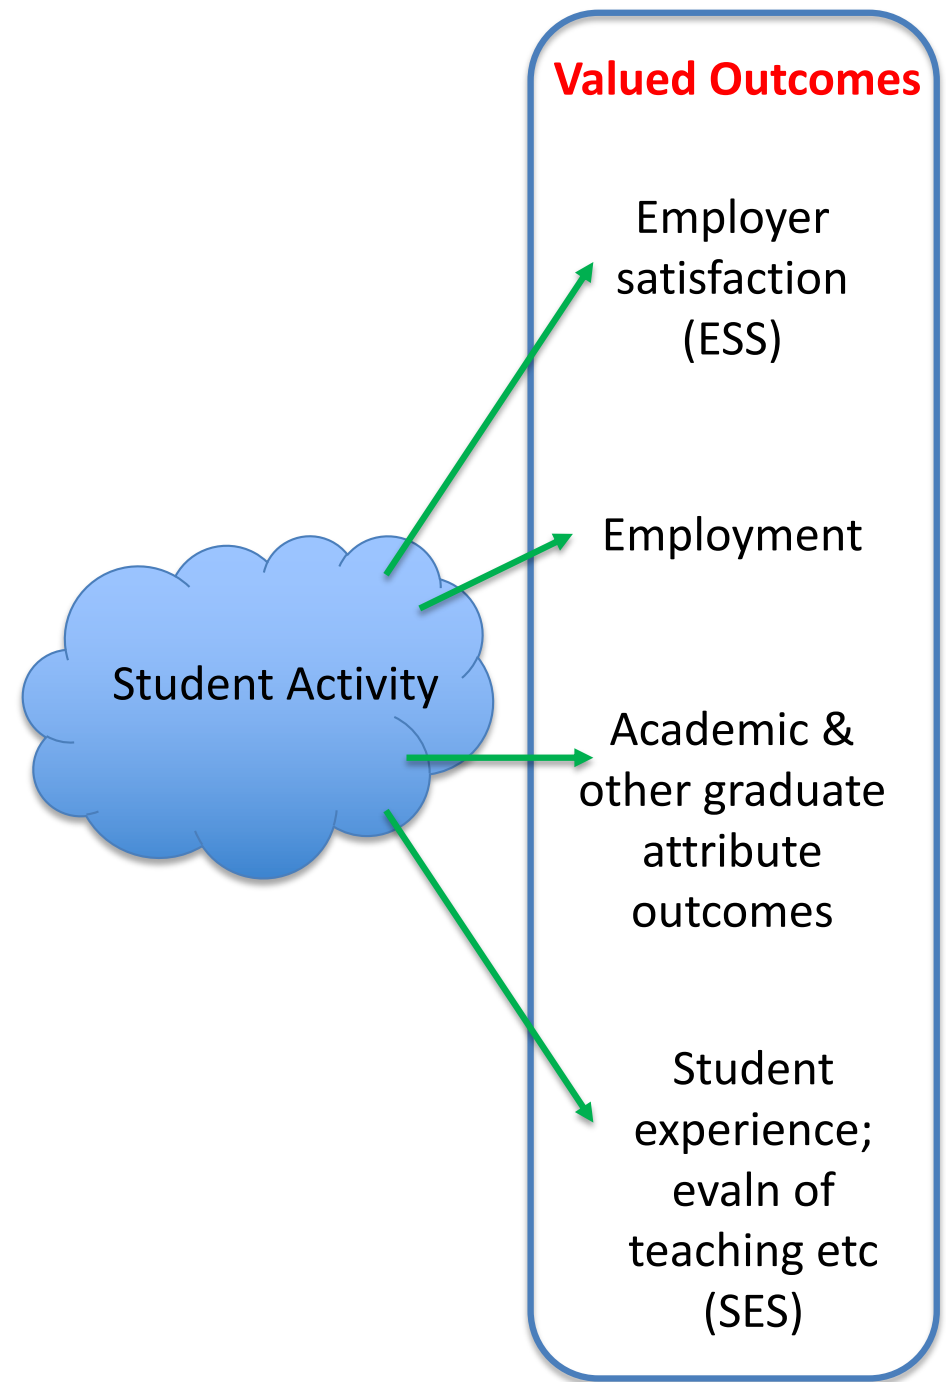 Valued Outcomes
Employer
satisfaction
(ESS)
Employment
Student Activity
Academic &
other graduate
attribute
outcomes
Student
experience;
evaln of
teaching etc
(SES)